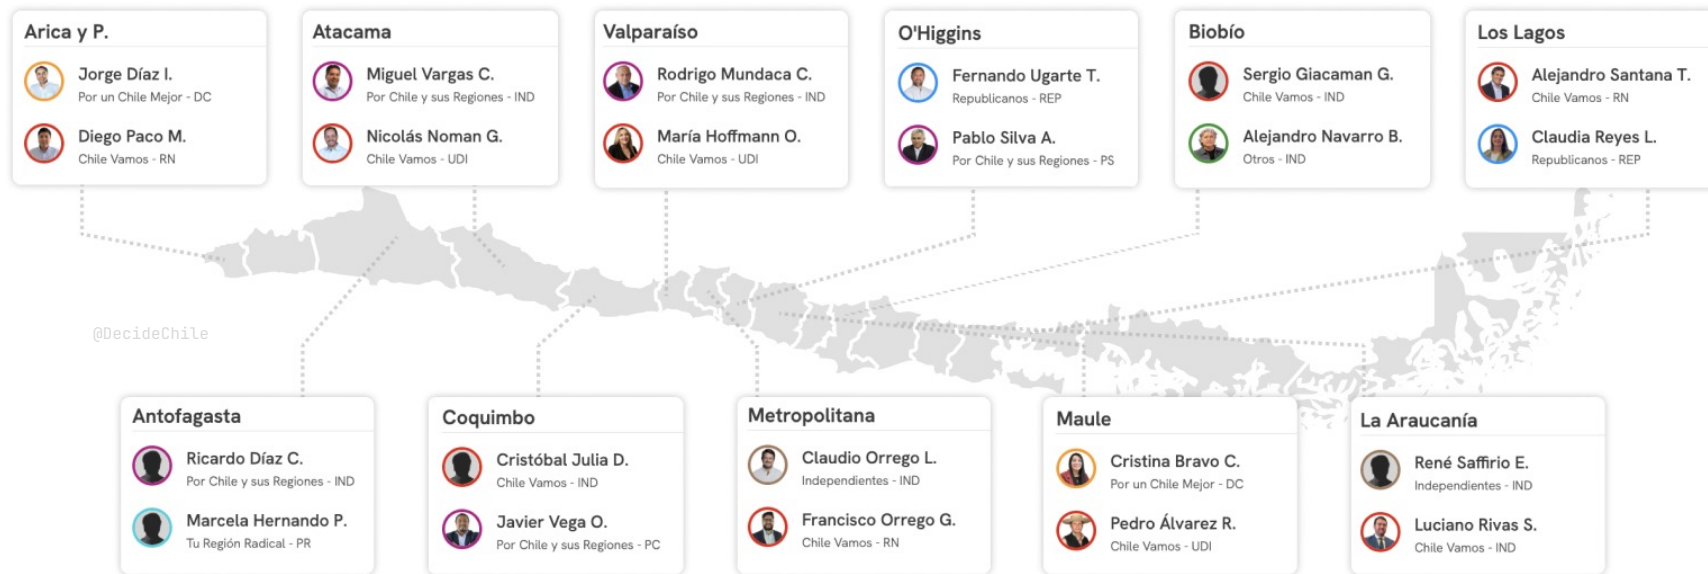 Arica y P.
Jorge Díaz I.
Por un Chile Mejor - DC
Diego Paco M.
Chile Vamos - RN
Atacama
Miguel Vargas C.
Por Chile y sus Regiones - IND
Nicolás Noman G.
Chile Vamos - UDI
Valparaíso
Rodrigo Mundaca C.
Por Chile y sus Regiones - IND
María Hoffmann O.
Chile Vamos - UDI
O'Higgins
Fernando Ugarte T.
Republicanos - REP
Pablo Silva A.
Por Chile y sus Regiones - PS
Biobío
Sergio Giacaman G.
Chile Vamos - IND
Alejandro Navarro B.
Otros - IND
Los Lagos
Alejandro Santana T.
Chile Vamos - RN
Claudia Reyes L.
Republicanos - REP
@DecideChile
Antofagasta
Ricardo Díaz C.
Por Chile y sus Regiones - IND
Marcela Hernando P.
Tu Región Radical - PR
Coquimbo
Cristóbal Julia D.
Chile Vamos - IND
Javier Vega O.
Por Chile y sus Regiones - PC
Metropolitana
Claudio Orrego L.
Independientes - IND
Francisco Orrego G.
Chile Vamos - RN
Maule
Cristina Bravo C.
Por un Chile Mejor - DC
Pedro Álvarez R.
Chile Vamos - UDI
La Araucanía
René Saffirio E.
Independientes - IND
Luciano Rivas S.
Chile Vamos - IND